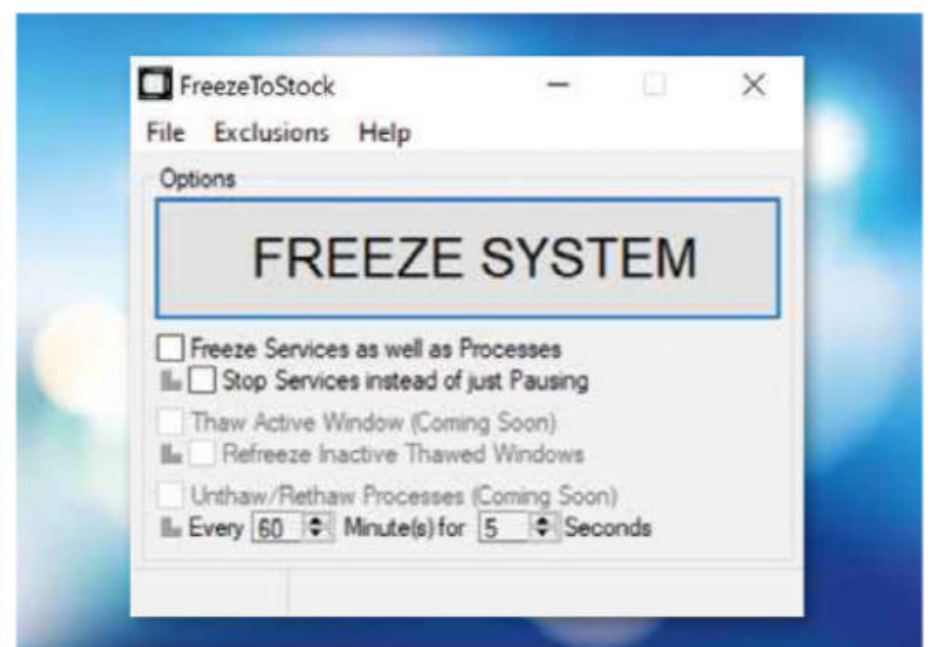 FreezeToStock
File Exclusions Help
Options
FREEZE SYSTEM
Freeze Services as well as Processes
Stop Services instead of just Pausing
Thaw Active Window (Coming Soon)
Refreeze Inactive Thawed Windows
Unthaw/Rethaw Processes (Coming Soon)
Every 60 Minute(s) for 5 Seconds